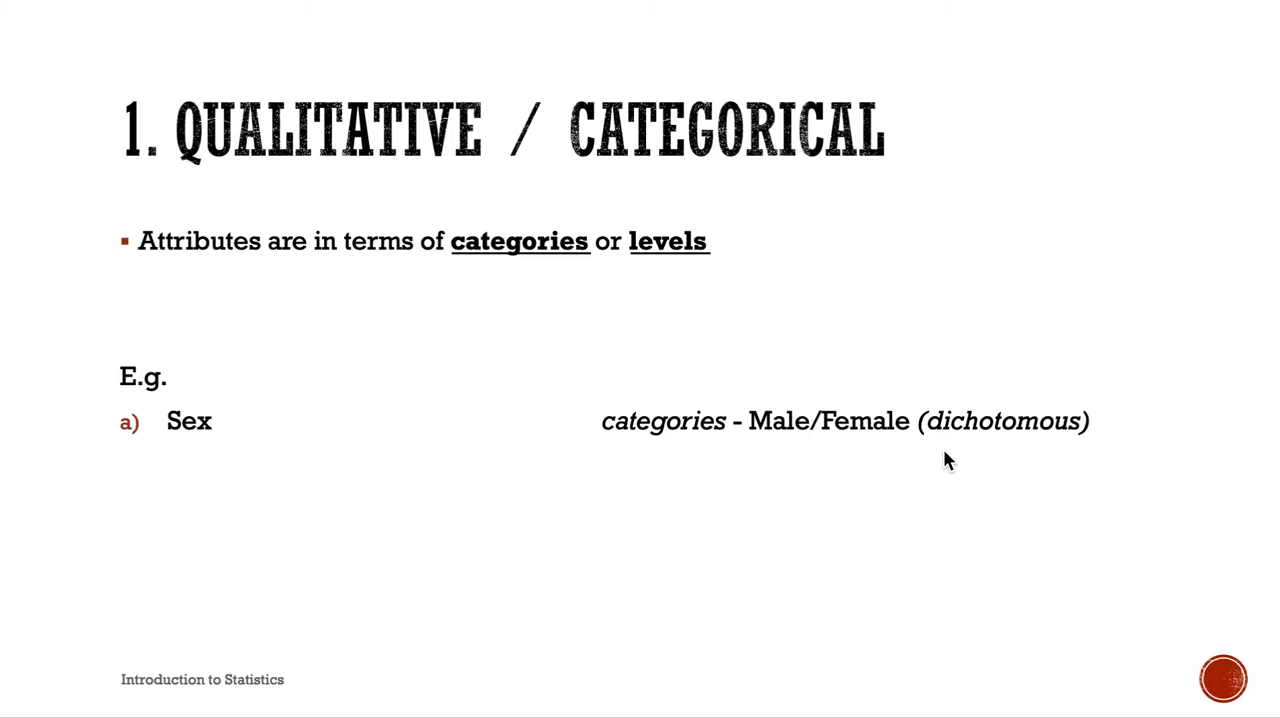 1. QUALITATIVE / CATEGORICAL
▪ Attributes are in terms of categories or levels
E.g.
a) Sex categories - Male/Female (dichotomous)
Introduction to Statistics